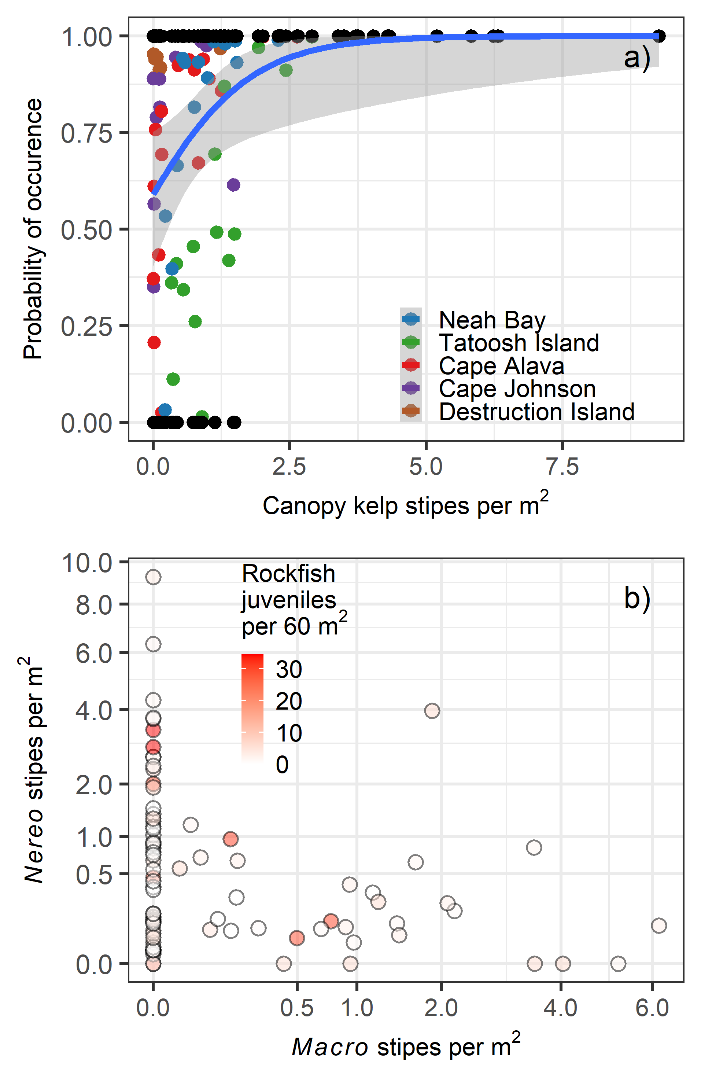 1.00
0.75
0.50
0.25
0.00
Probability of occurence
a)
Neah Bay
Tatoosh Island
Cape Alava
Cape Johnson
Destruction Island
0.0 2.5 5.0 7.5
Canopy kelp stipes per m²
10.0
8.0
6.0
4.0
2.0
1.0
0.5
0.0
Nereo stipes per m²
Rockfish
juveniles
per 60 m²
30
20
10
0
b)
0.0 0.5 1.0 2.0 4.0 6.0
Macro stipes per m²